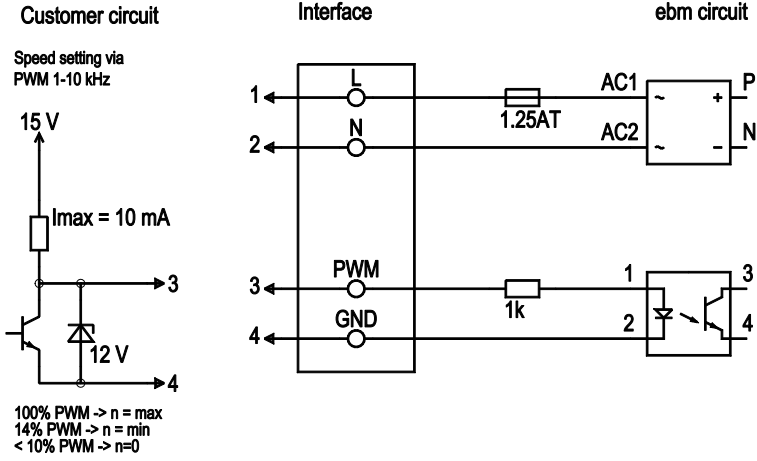 Customer circuit
Interface
ebm circuit
Speed setting via
PWM 1-10 kHz
15 V
Imax = 10 mA
3
12 V
4
100% PWM -> n = max
14% PWM -> n = min
< 10% PWM -> n=0
1
L
1.25AT
AC1
~
+
P
2
N
AC2
~
−
N
3
PWM
1k
1
3
4
GND
2
4